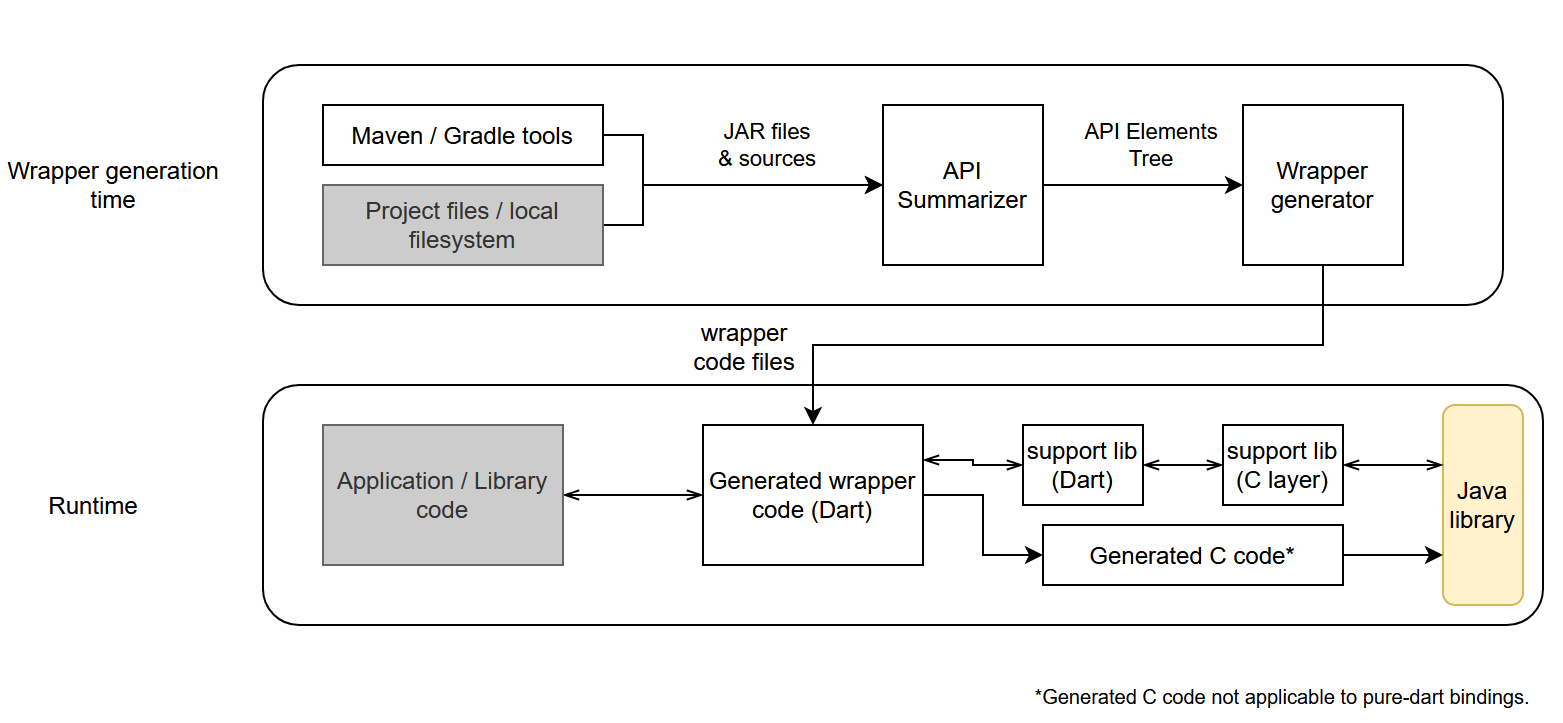 Wrapper generation
time
Maven / Gradle tools
Project files / local
filesystem
JAR files
& sources
API
Summarizer
API Elements
Tree
Wrapper
generator
wrapper
code files
Runtime
Application / Library
code
Generated wrapper
code (Dart)
support lib
(Dart)
support lib
(C layer)
Generated C code*
Java
library
*Generated C code not applicable to pure-dart bindings.